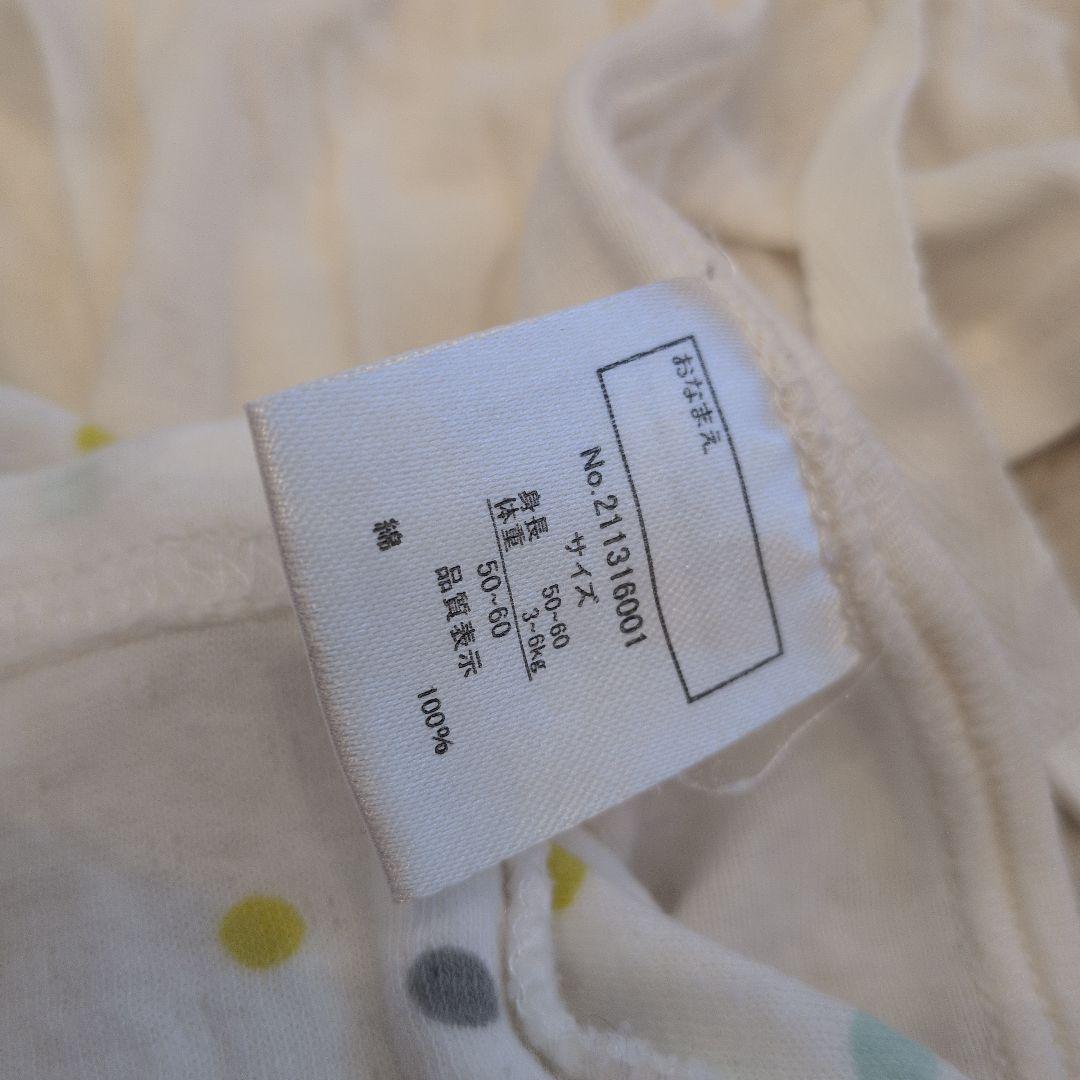 おなまえ
No.211316001
サイズ
身長 50~60
体重 3~6kg
50~60
品質表示
綿 100%